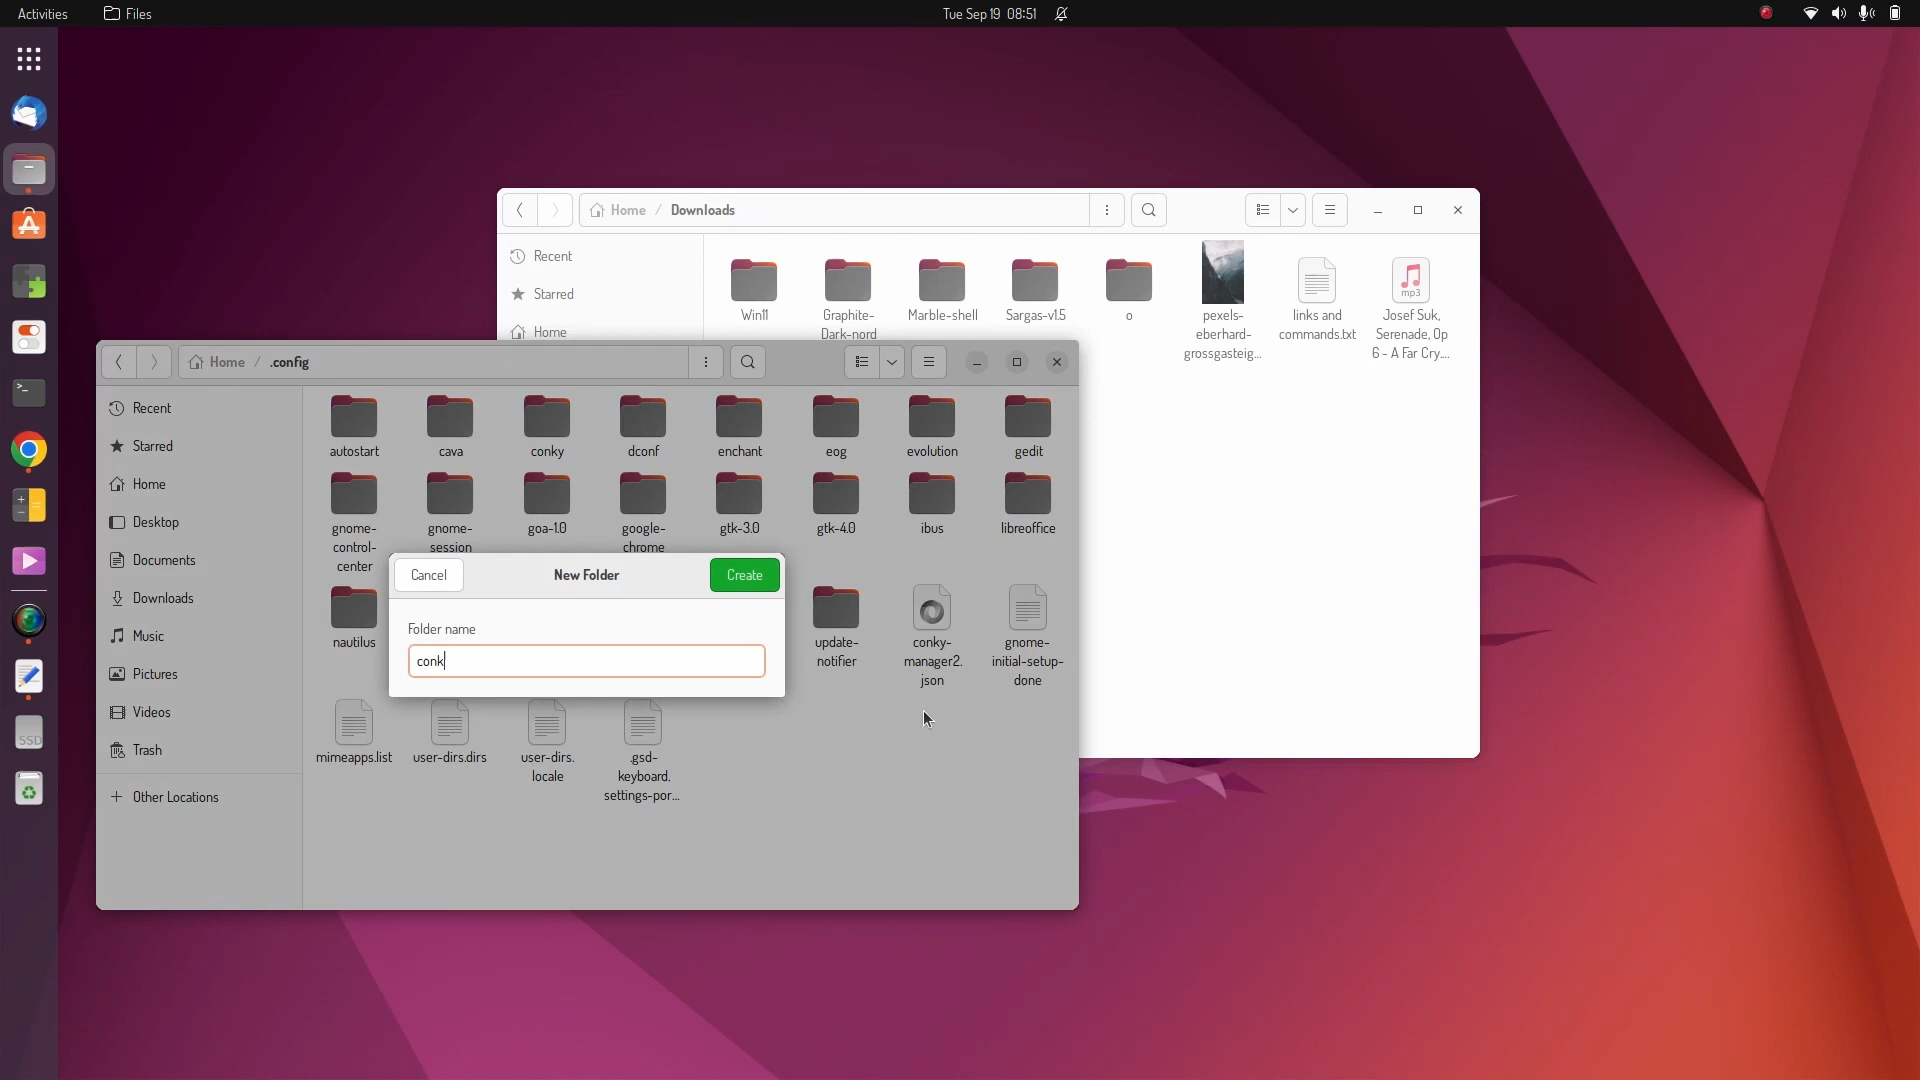 Activities
Files
Tue Sep 19 08:51
Home / Downloads
Recent
Starred
Home
Win11
Graphite-
Dark-nord
Marble-shell
Sargas-v1.5
o
pexels-
eberhard-
grossgasteig...
links and
commands.txt
mp3
Josef Suk,
Serenade, Op
6 - A Far Cry....
Home / .config
Recent
Starred
Home
Desktop
Documents
Downloads
Music
Pictures
Videos
Trash
+ Other Locations
autostart
cava
conky
dconf
enchant
eog
evolution
gedit
gnome-
control-
center
gnome-
session
goa-1.0
google-
chrome
gtk-3.0
gtk-4.0
ibus
libreoffice
nautilus
update-
notifier
conky-
manager2.
json
gnome-
initial-setup-
done
mimeapps.list
user-dirs.dirs
user-dirs.
locale
.gsd-
keyboard.
settings-por...
Cancel
New Folder
Create
Folder name
conk
SSD